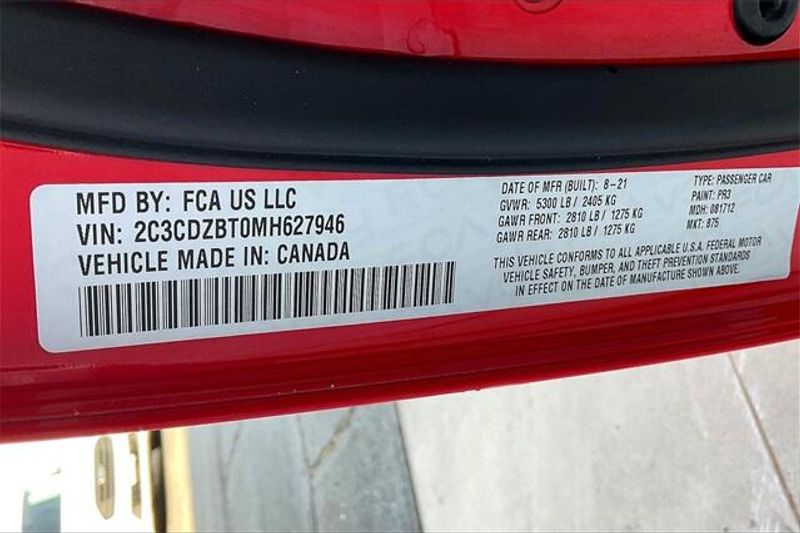 MFD BY: FCA US LLC
VIN: 2C3CDZBT0MH627946
VEHICLE MADE IN: CANADA
DATE OF MFR (BUILT): 8-21
GVWR: 5300 LB / 2405 KG
GAWR FRONT: 2810 LB / 1275 KG
GAWR REAR: 2810 LB / 1275 KG
TYPE: PASSENGER CAR
PAINT: PR3
MDH: 081712
MKT: 875
THIS VEHICLE CONFORMS TO ALL APPLICABLE U.S.A. FEDERAL MOTOR
VEHICLE SAFETY, BUMPER, AND THEFT PREVENTION STANDARDS
IN EFFECT ON THE DATE OF MANUFACTURE SHOWN ABOVE.